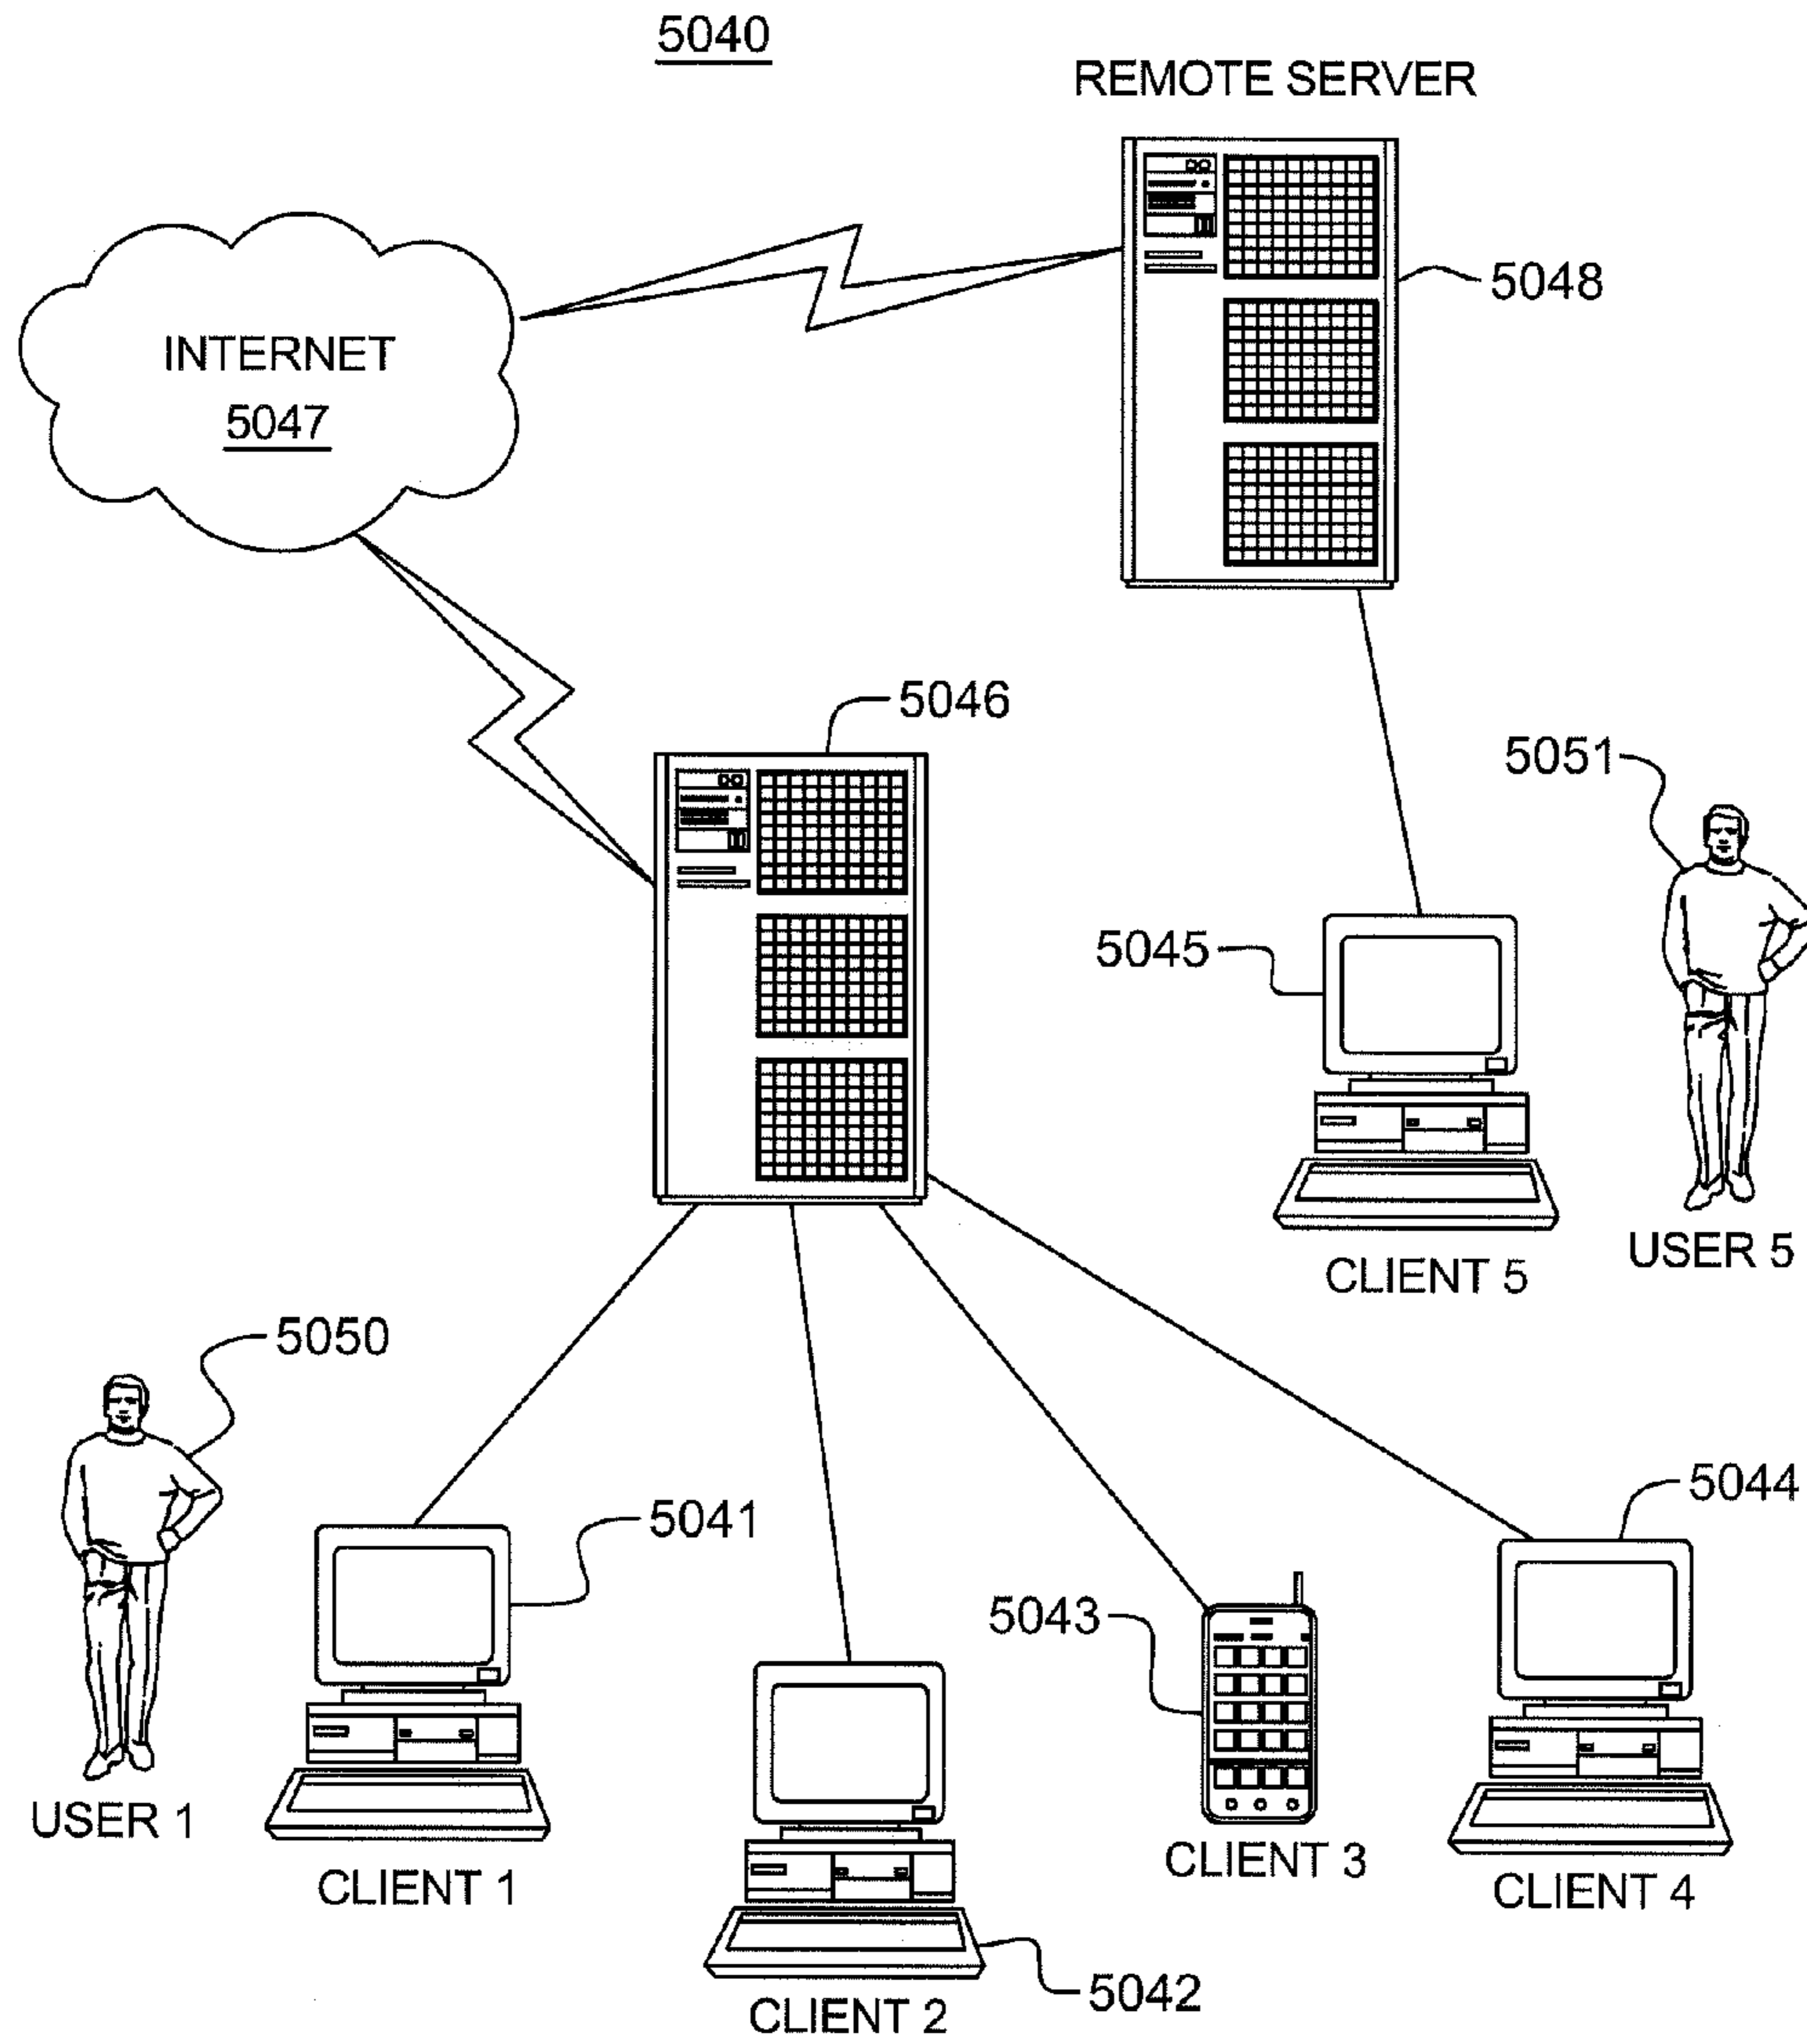 5040
REMOTE SERVER
5048
INTERNET
5047
5046
5051
5045
CLIENT 5
USER 5
5050
5041
5044
5043
USER 1
CLIENT 1
CLIENT 3
CLIENT 4
5042
CLIENT 2